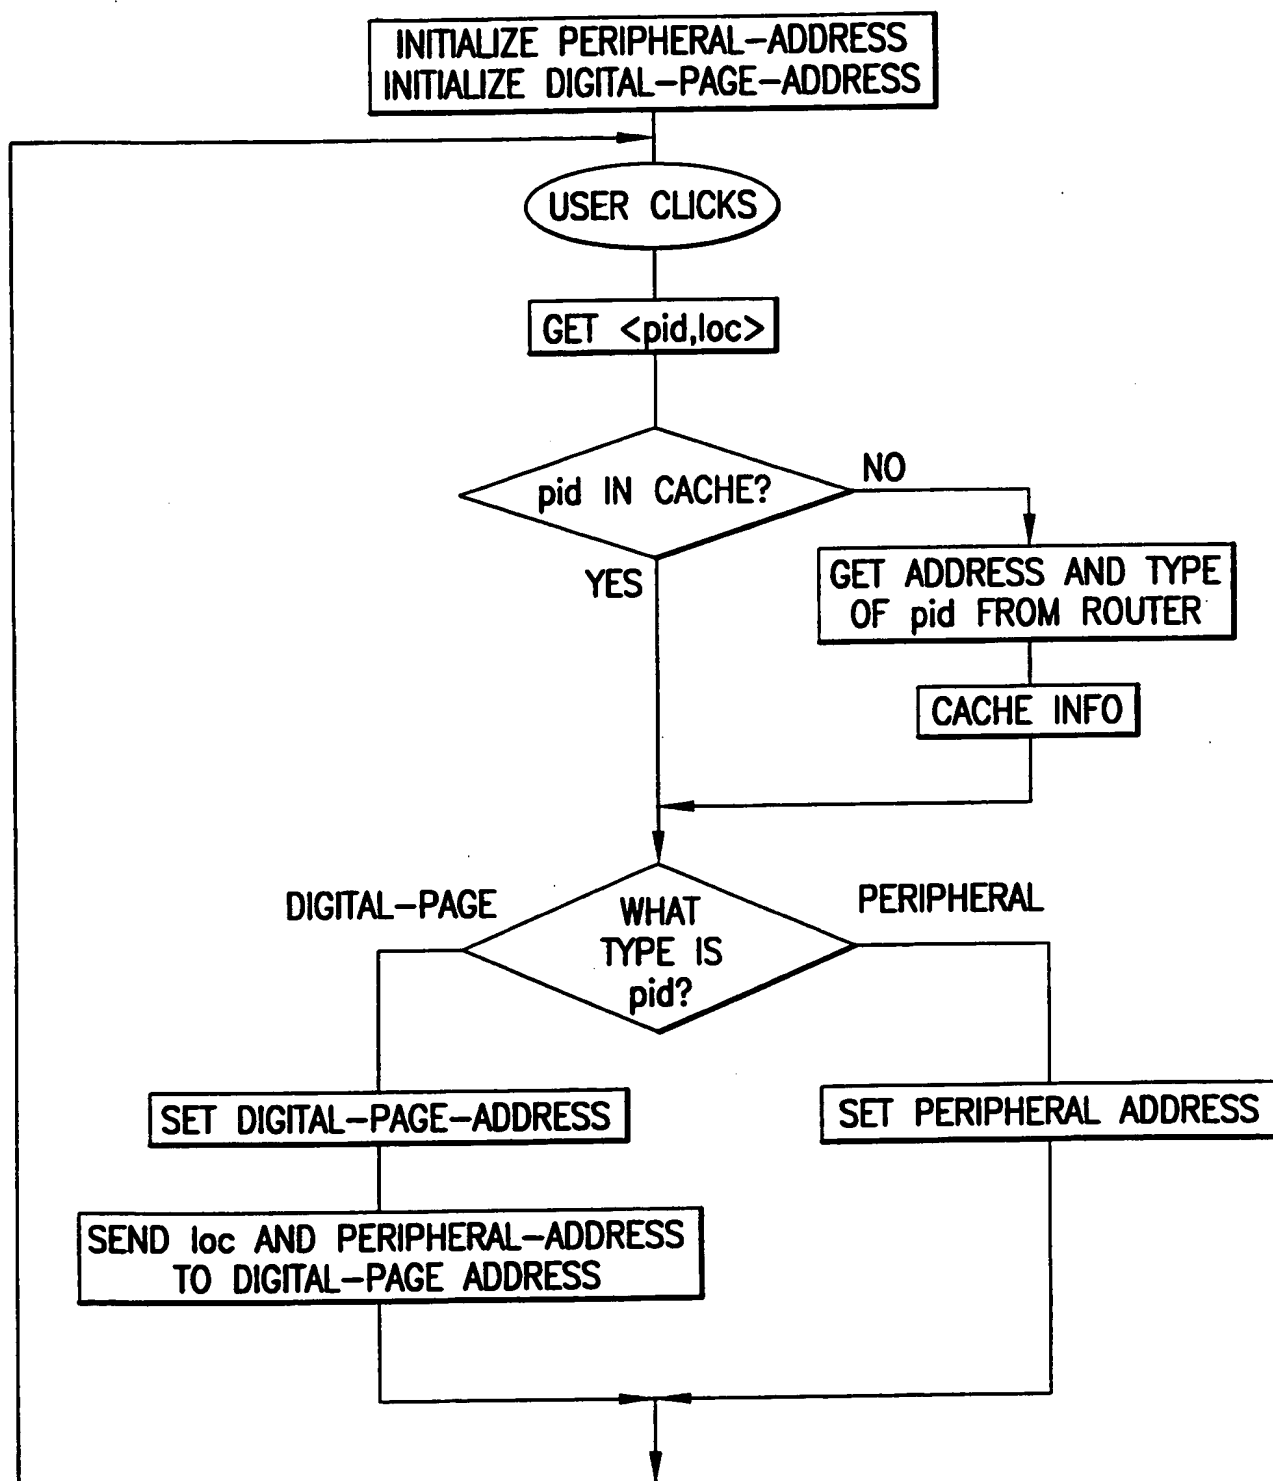 INITIALIZE PERIPHERAL-ADDRESS
INITIALIZE DIGITAL-PAGE-ADDRESS
USER CLICKS
GET <pid,loc>
pid IN CACHE?
NO
YES
GET ADDRESS AND TYPE
OF pid FROM ROUTER
CACHE INFO
DIGITAL-PAGE
WHAT
TYPE IS
pid?
PERIPHERAL
SET DIGITAL-PAGE-ADDRESS
SET PERIPHERAL ADDRESS
SEND loc AND PERIPHERAL-ADDRESS
TO DIGITAL-PAGE ADDRESS